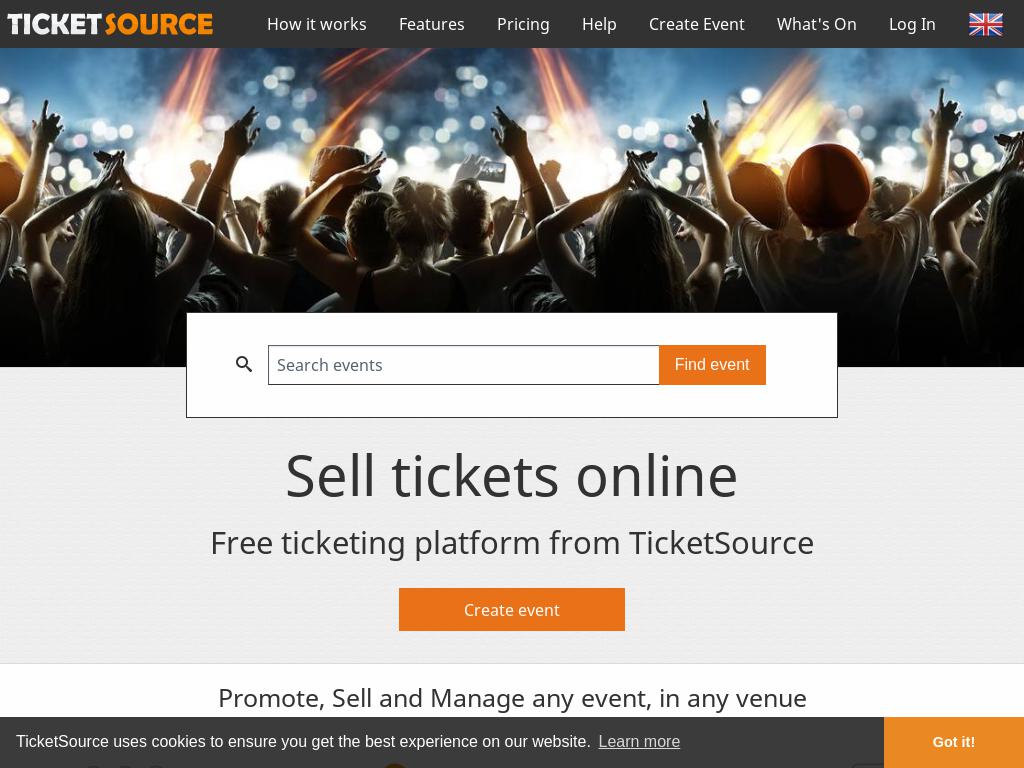 TICKETSOURCE How it works Features Pricing Help Create Event What's On Log In
Search events Find event
Sell tickets online
Free ticketing platform from TicketSource
Create event
Promote, Sell and Manage any event, in any venue
TicketSource uses cookies to ensure you get the best experience on our website. Learn more Got it!